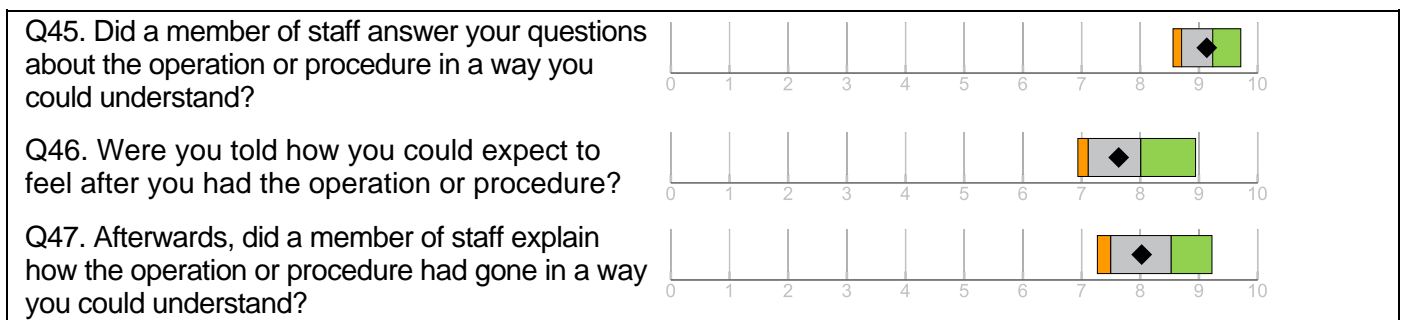 Q45. Did a member of staff answer your questions
about the operation or procedure in a way you
could understand?
0 1 2 3 4 5 6 7 8 9 10
Q46. Were you told how you could expect to
feel after you had the operation or procedure?
0 1 2 3 4 5 6 7 8 9 10
Q47. Afterwards, did a member of staff explain
how the operation or procedure had gone in a way
you could understand?
0 1 2 3 4 5 6 7 8 9 10